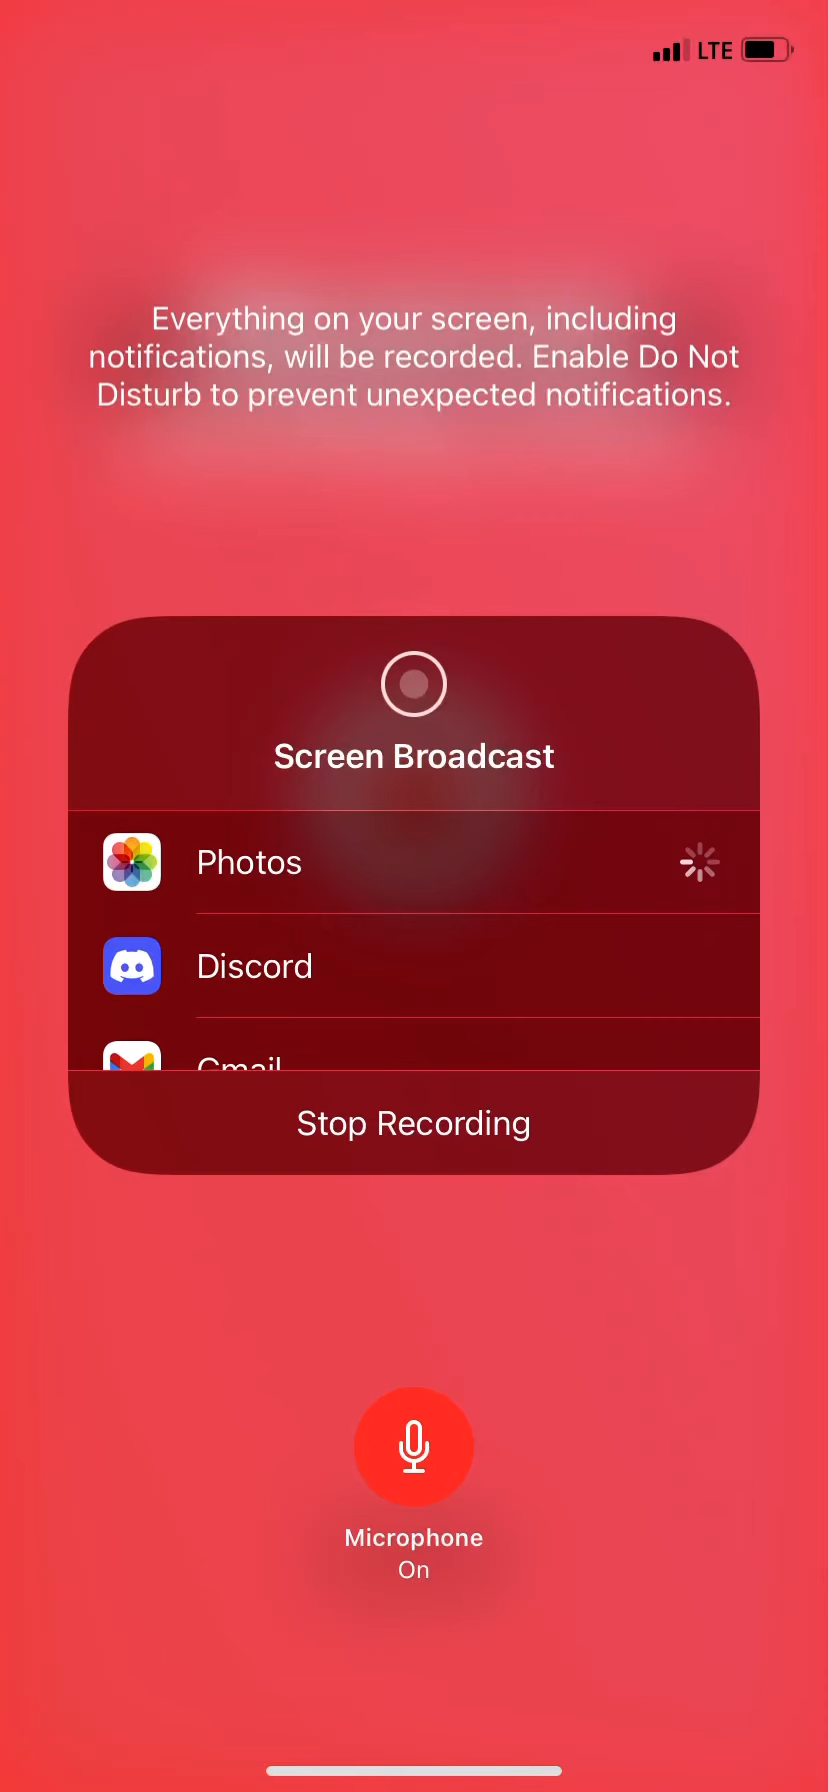 LTE
Everything on your screen, including
notifications, will be recorded. Enable Do Not
Disturb to prevent unexpected notifications.
Screen Broadcast
Photos
Discord
Gmail
Stop Recording
Microphone
On